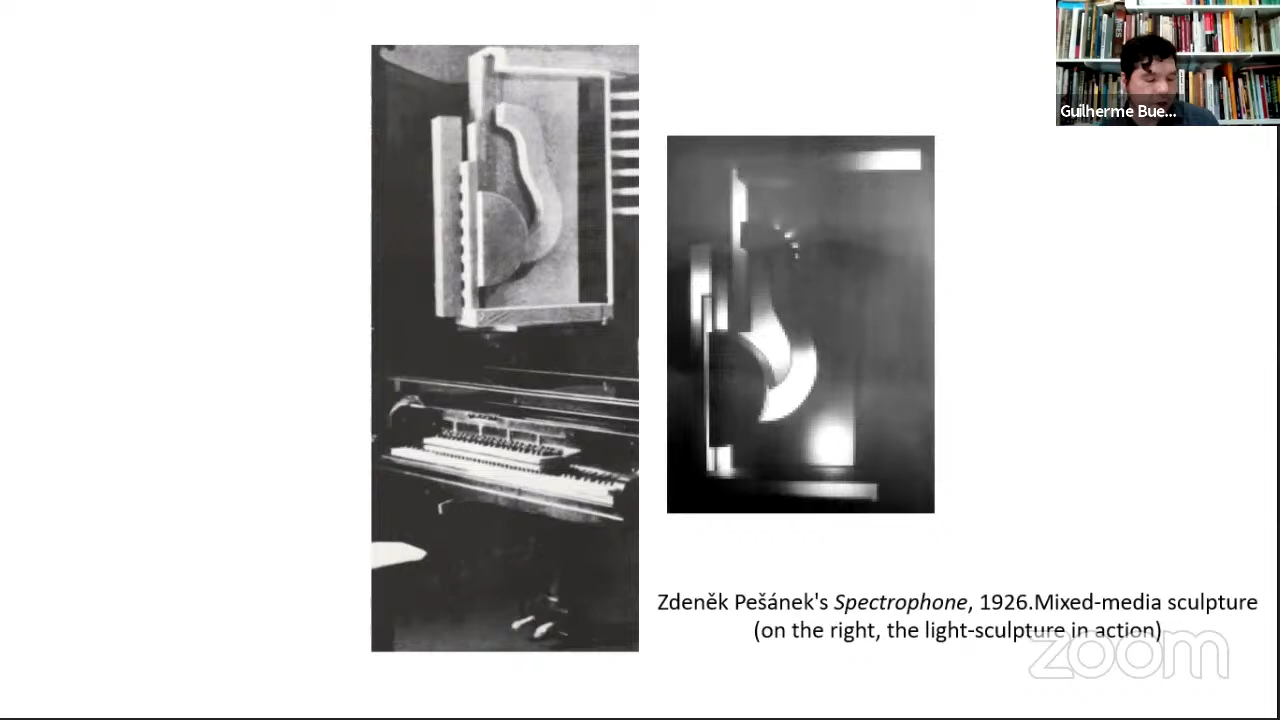 Guilherme Bue...
Zdeněk Pešánek's Spectrophone, 1926.Mixed-media sculpture
(on the right, the light-sculpture in action)
zoom